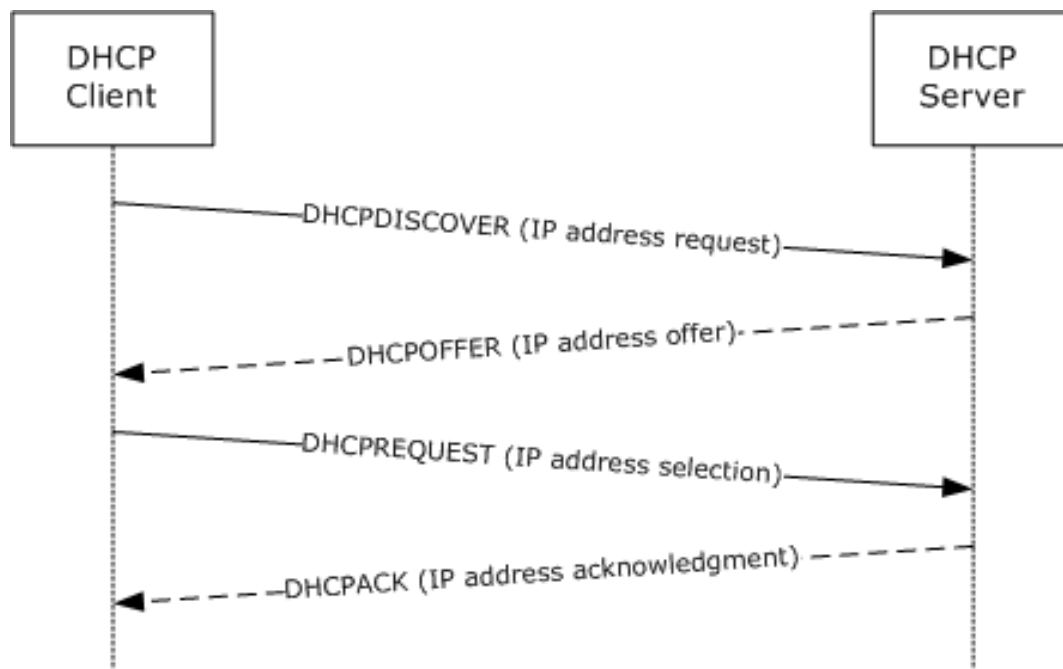 DHCP
Client
DHCP
Server
DHCPDISCOVER (IP address request)
DHCPOFFER (IP address offer)
DHCPREQUEST (IP address selection)
DHCPACK (IP address acknowledgment)